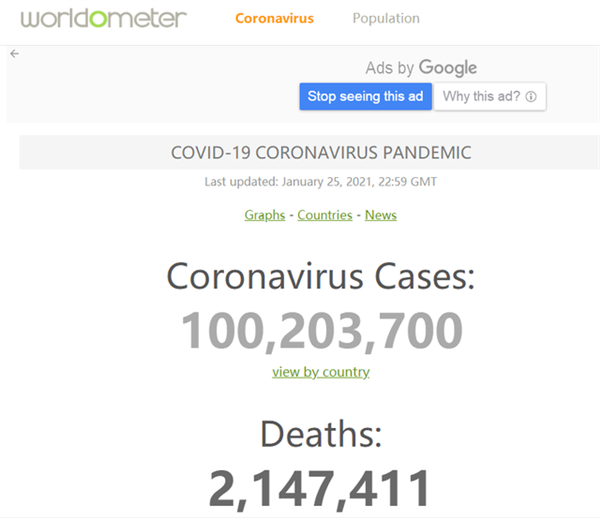 worldometer Coronavirus Population
Ads by Google
Stop seeing this ad Why this ad?
COVID-19 CORONAVIRUS PANDEMIC
Last updated: January 25, 2021, 22:59 GMT
Graphs - Countries - News
Coronavirus Cases:
100,203,700
view by country
Deaths:
2,147,411